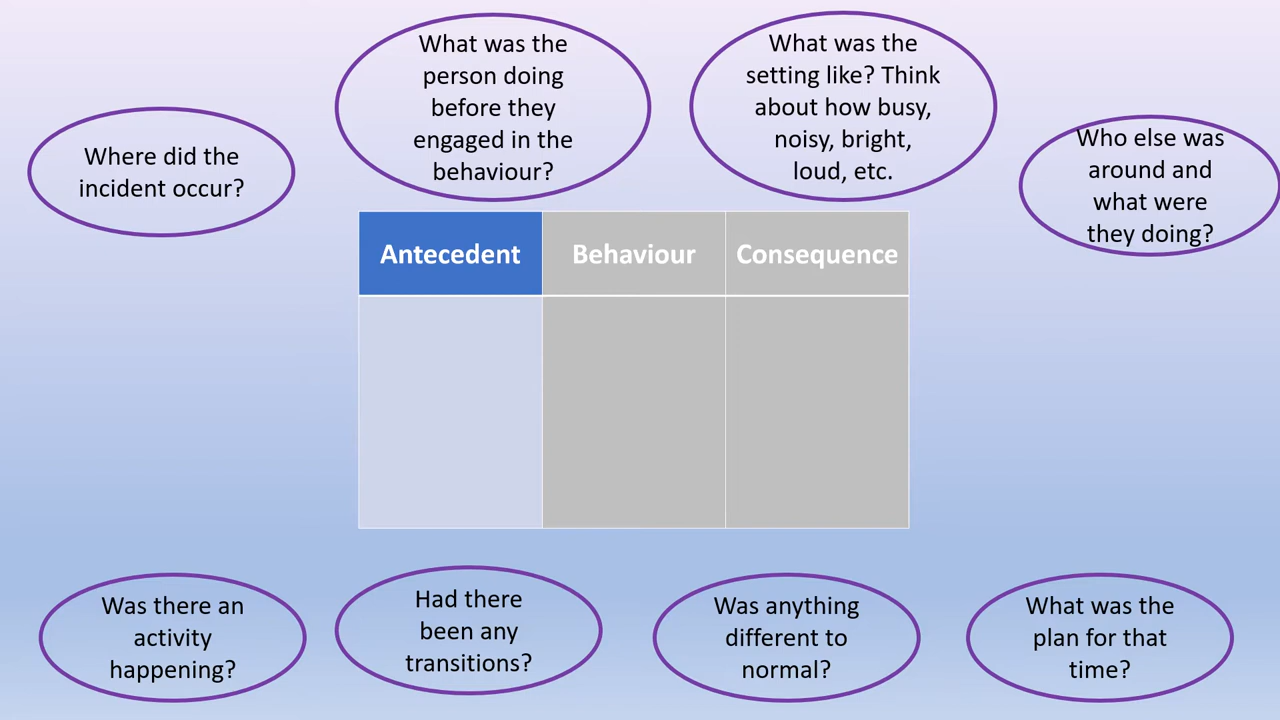 What was the
person doing
before they
engaged in the
behaviour?
What was the
setting like? Think
about how busy,
noisy, bright,
loud, etc.
Where did the
incident occur?
Who else was
around and
what were
they doing?
Antecedent
Behaviour
Consequence
Was there an
activity
happening?
Had there
been any
transitions?
Was anything
different to
normal?
What was the
plan for that
time?